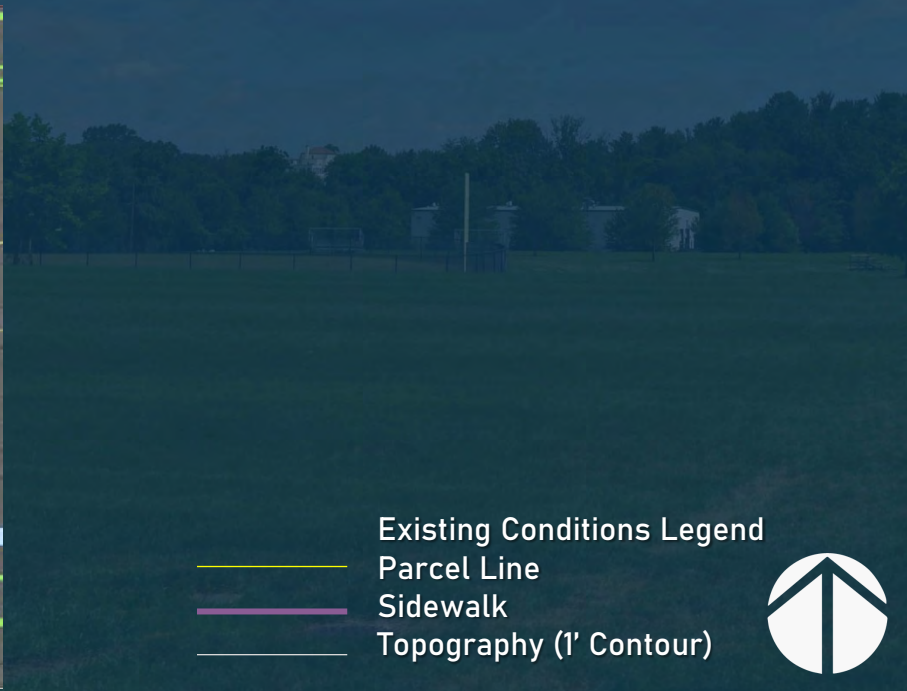 Existing Conditions Legend
Parcel Line
Sidewalk
Topography (1' Contour)